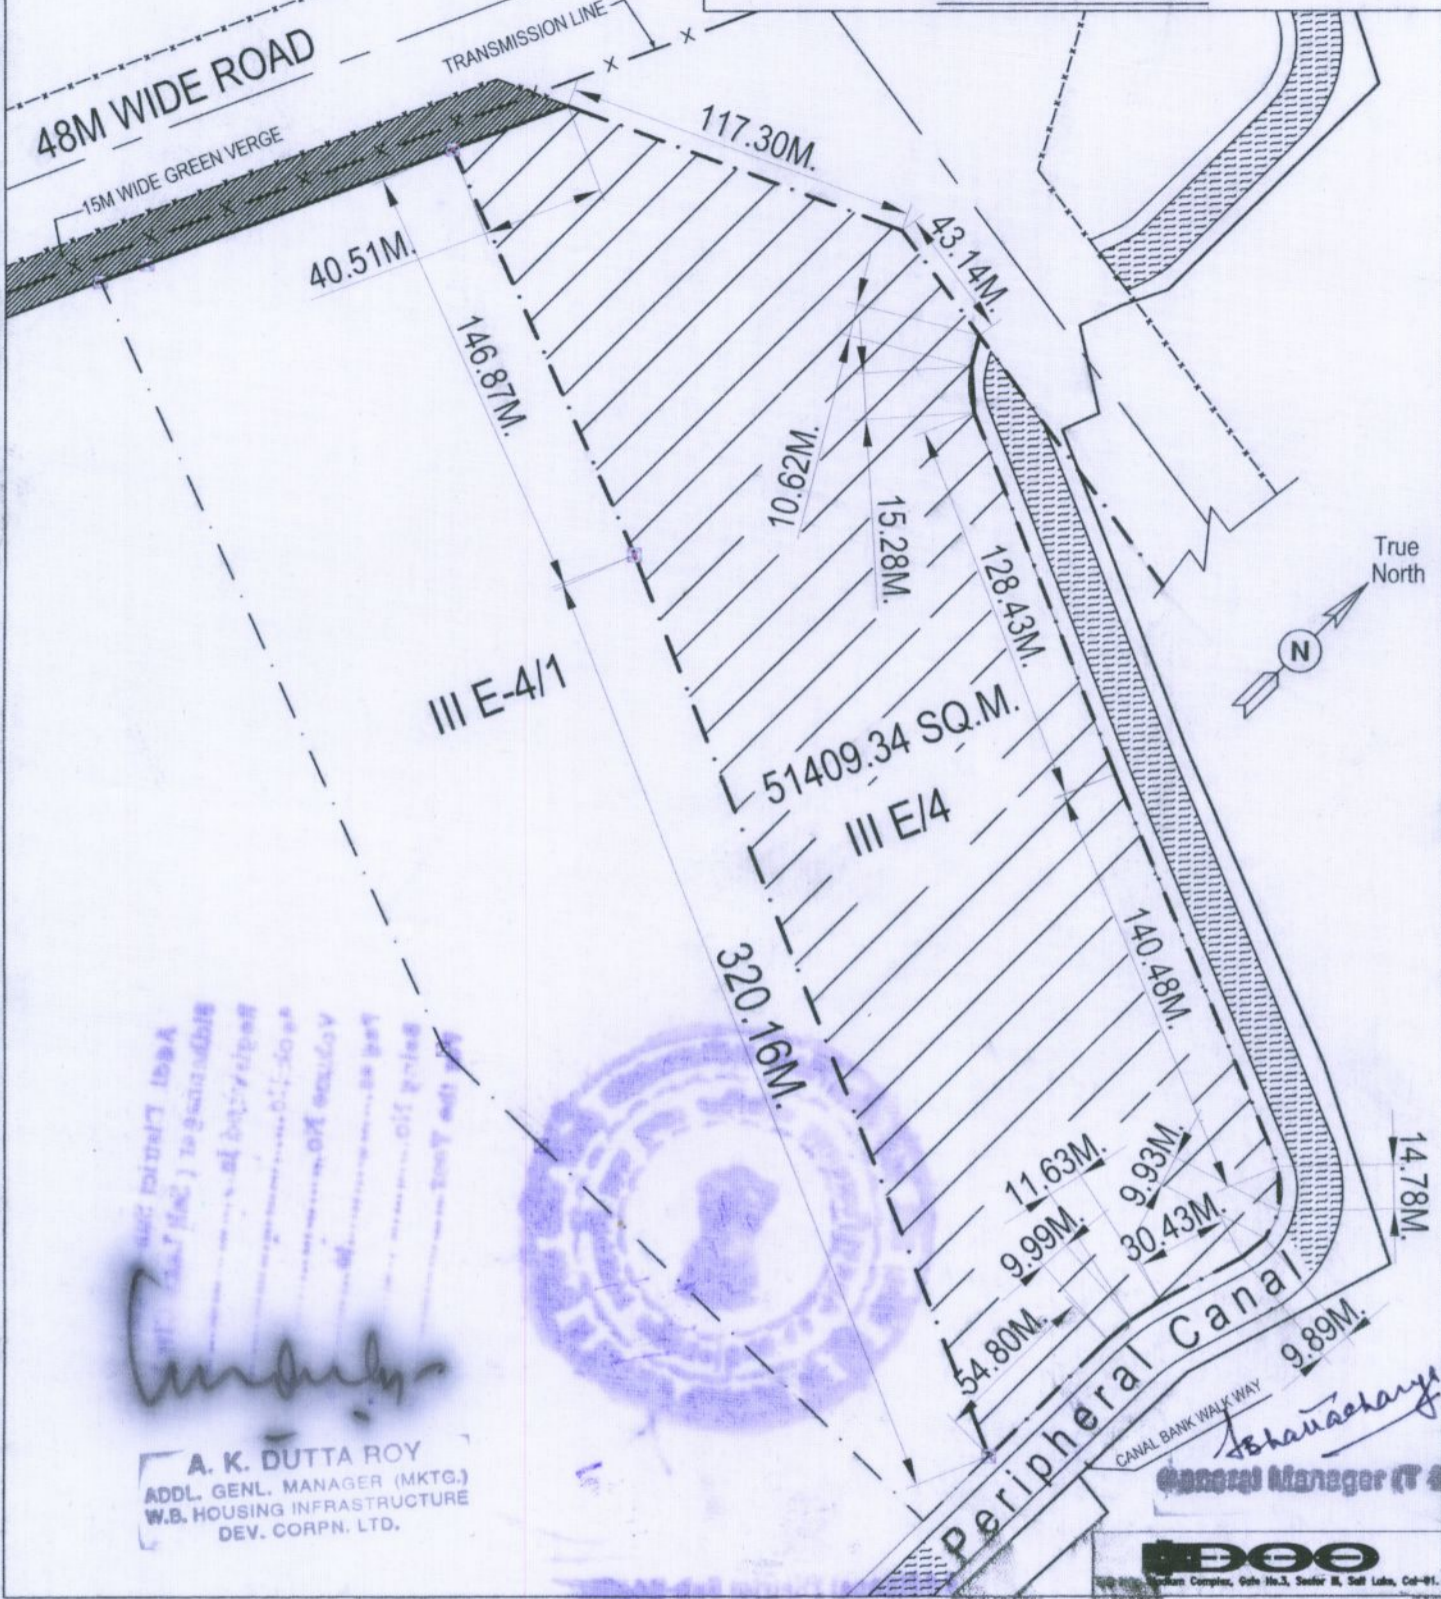 TRANSMISSION LINE
48M WIDE ROAD
15M WIDE GREEN VERGE
117.30M.
43.14M.
40.51M.
146.87M.
10.62M.
15.28M.
128.43M.
True
North
N
III E-4/1
51409.34 SQ.M.
III E/4
320.16M.
140.48M.
11.63M.
9.93M.
14.78M.
9.99M.
30.43M.
54.80M.
9.89M.
Peripheral Canal
CANAL BANK WALK WAY
A. K. DUTTA ROY
ADDL. GENL. MANAGER (MKTG.)
W.B. HOUSING INFRASTRUCTURE
DEV. CORPN. LTD.
General Manager (T
Complex, Gate No.3, Sector III, Salt Lake, Cal-91.